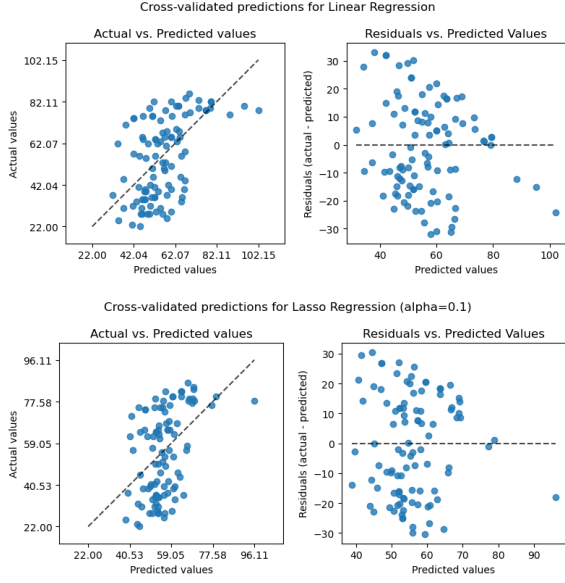 Cross-validated predictions for Linear Regression
Actual vs. Predicted values
Residuals vs. Predicted Values
102.15
82.11
62.07
42.04
22.00
Actual values
22.00 42.04 62.07 82.11 102.15
Predicted values
30
20
10
0
−10
−20
−30
Residuals (actual - predicted)
40 60 80 100
Predicted values
Cross-validated predictions for Lasso Regression (alpha=0.1)
Actual vs. Predicted values
Residuals vs. Predicted Values
96.11
77.58
59.05
40.53
22.00
Actual values
22.00 40.53 59.05 77.58 96.11
Predicted values
30
20
10
0
−10
−20
−30
Residuals (actual - predicted)
40 50 60 70 80 90
Predicted values